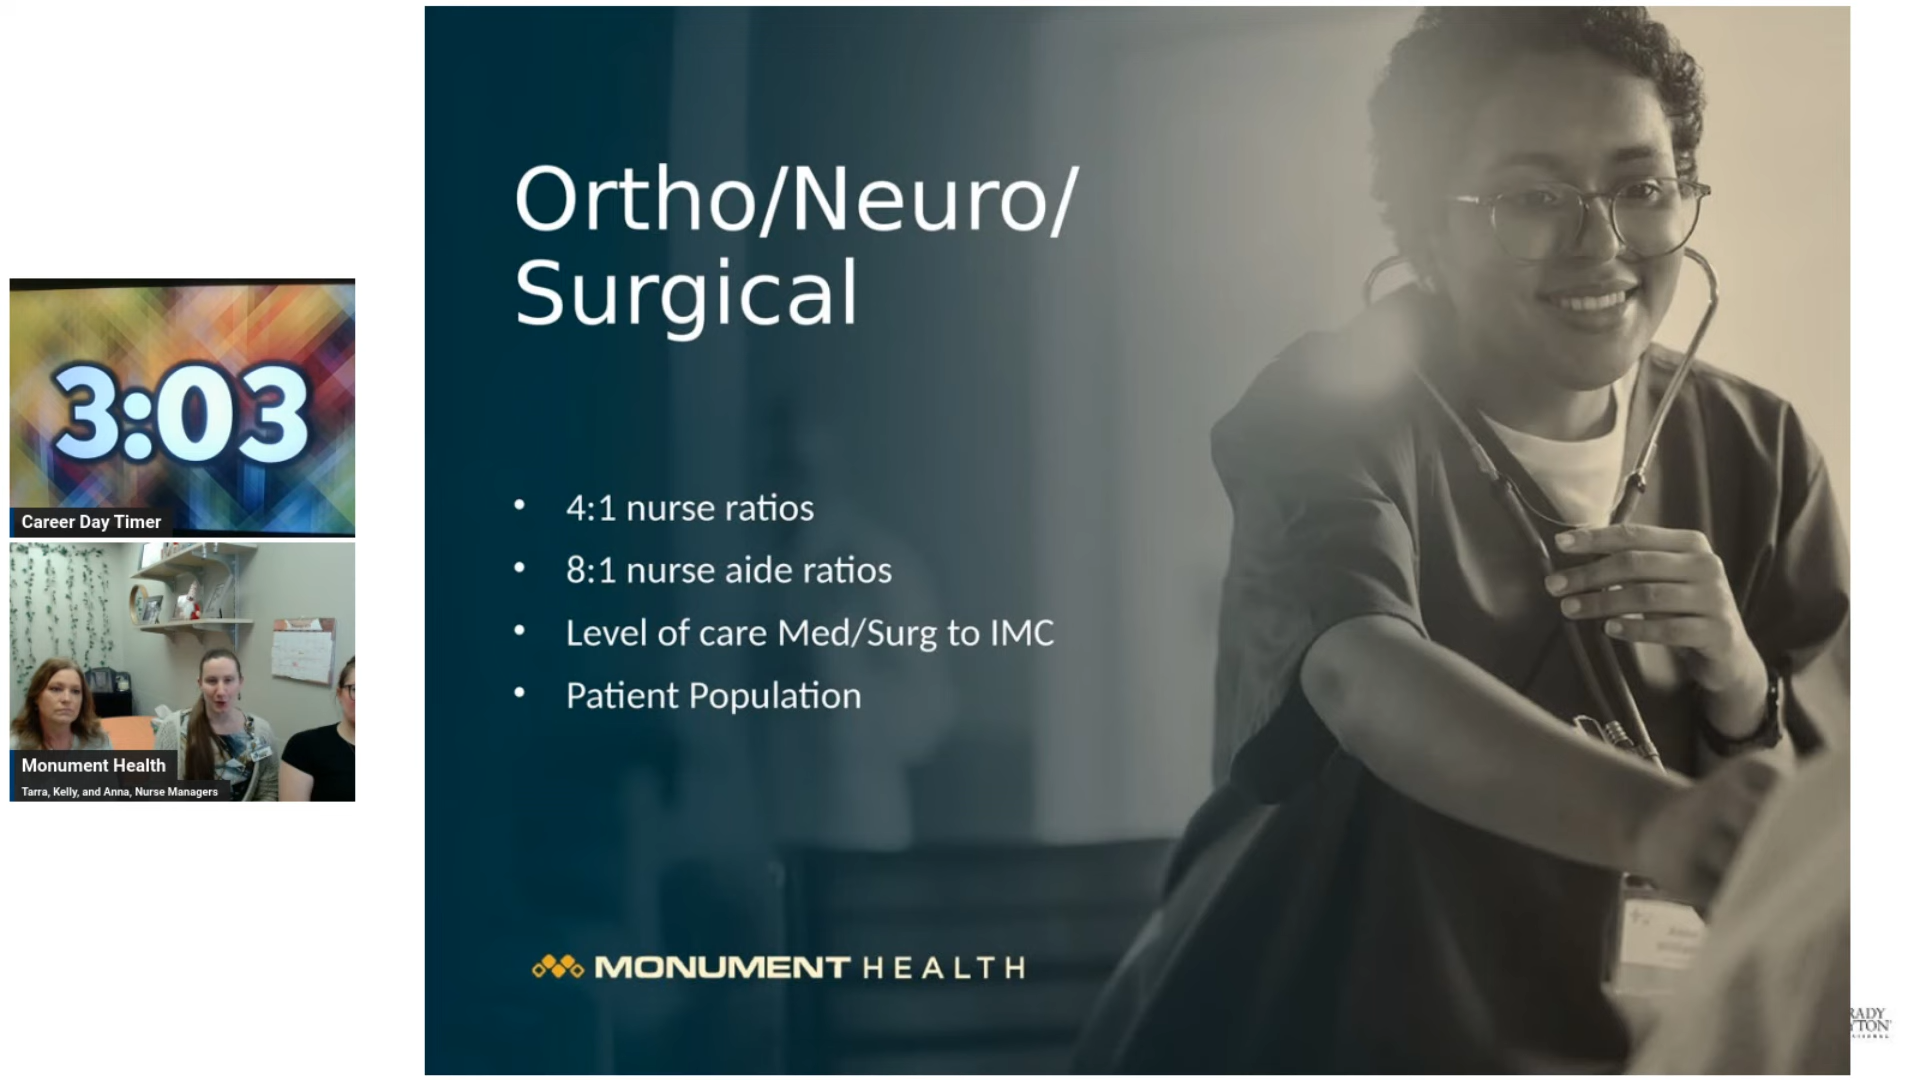 3:03
Career Day Timer
Monument Health
Tarra, Kelly, and Anna, Nurse Managers
Ortho/Neuro/
Surgical
• 4:1 nurse ratios
• 8:1 nurse aide ratios
• Level of care Med/Surg to IMC
• Patient Population
MONUMENT HEALTH